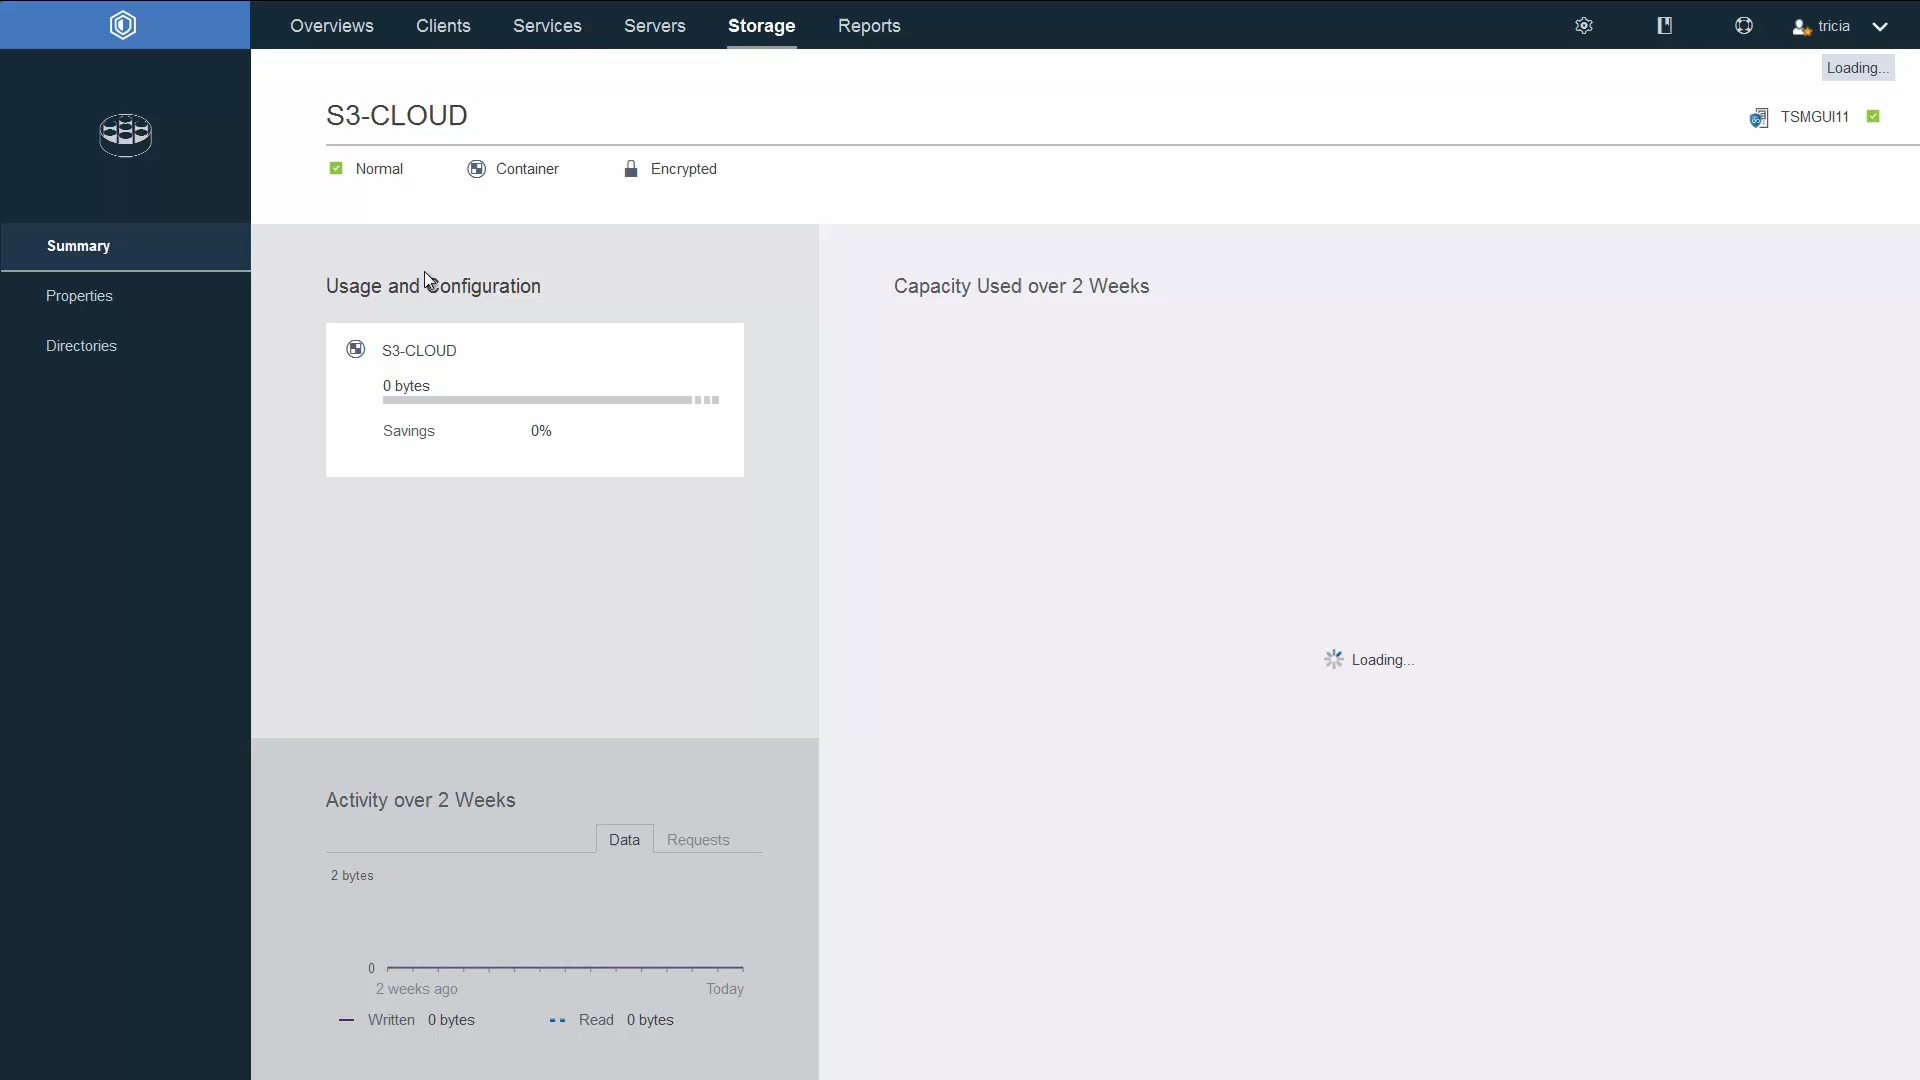 Overviews Clients Services Servers Storage Reports tricia
Loading...
S3-CLOUD
TSMGUI11
Normal Container Encrypted
Summary
Properties
Directories
Usage and Configuration
S3-CLOUD
0 bytes
Savings 0%
Capacity Used over 2 Weeks
Loading...
Activity over 2 Weeks
Data Requests
2 bytes
0
2 weeks ago Today
Written 0 bytes Read 0 bytes